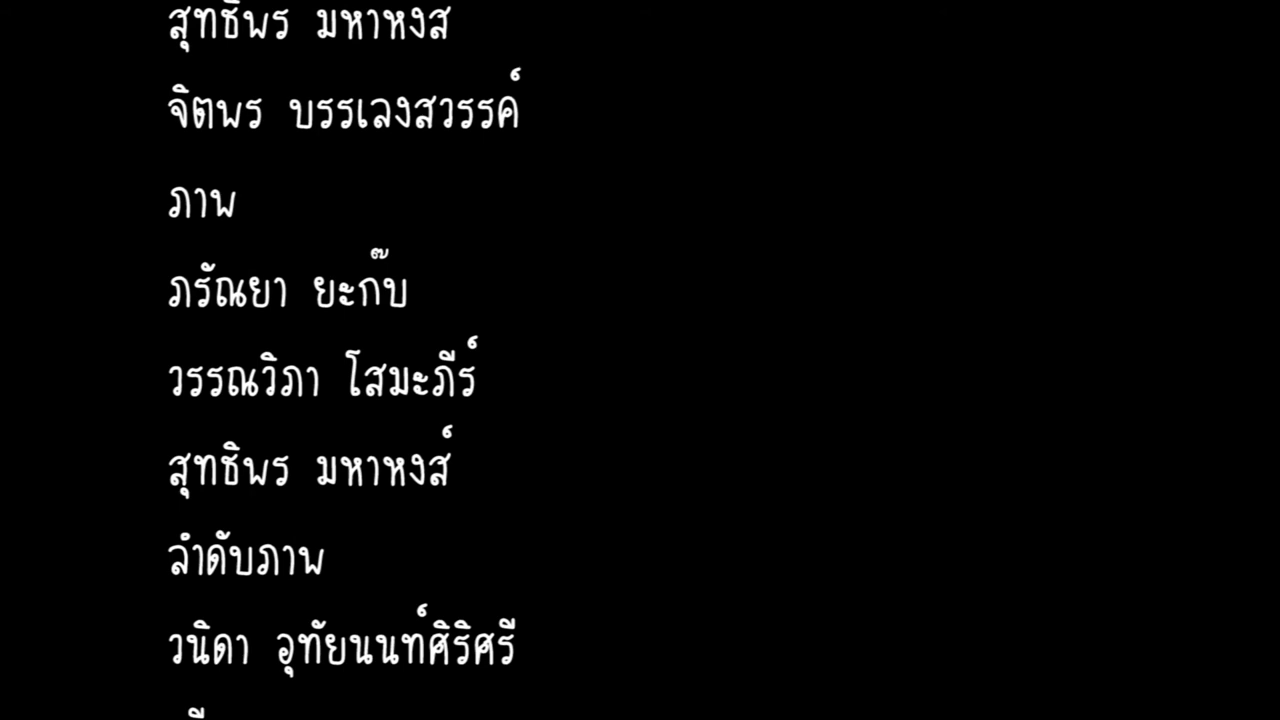 สุทธิพร มหาหงส
จิตพร บรรเลงสวรรค์
ภาพ
ภรัณยา ยะก๊บ
วรรณวิภา โสมะภีร์
สุทธิพร มหาหงส์
ลำดับภาพ
วนิดา อุทัยนนท์ศิริศรี